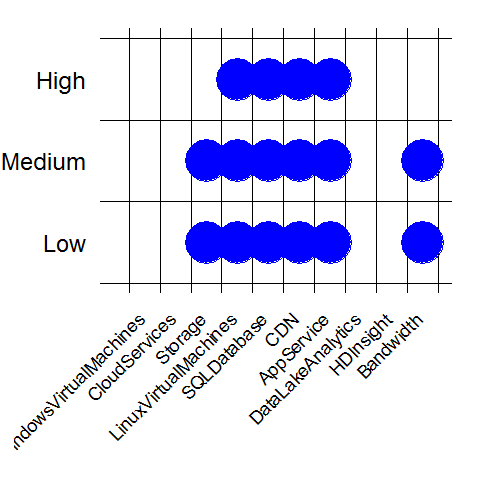 High
Medium
Low
ndowsVirtualMachines
CloudServices
Storage
LinuxVirtualMachines
SQLDatabase
CDN
AppService
DataLakeAnalytics
HDInsight
Bandwidth